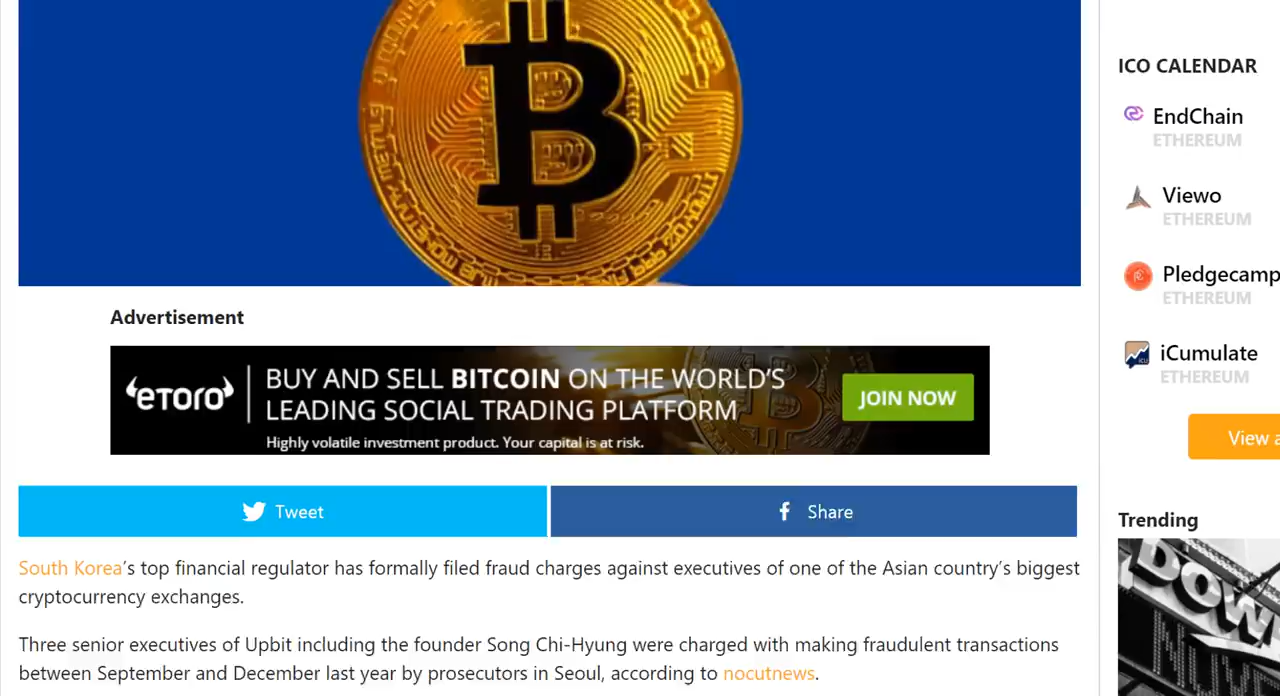 Advertisement
eTORO
BUY AND SELL BITCOIN ON THE WORLD'S
LEADING SOCIAL TRADING PLATFORM
Highly volatile investment product. Your capital is at risk.
JOIN NOW
Tweet
Share
South Korea's top financial regulator has formally filed fraud charges against executives of one of the Asian country's biggest
cryptocurrency exchanges.
Three senior executives of Upbit including the founder Song Chi-Hyung were charged with making fraudulent transactions
between September and December last year by prosecutors in Seoul, according to nocutnews.
ICO CALENDAR
EndChain
ETHEREUM
Viewo
ETHEREUM
Pledgecamp
ETHEREUM
iCumulate
ETHEREUM
View a
Trending
DOW